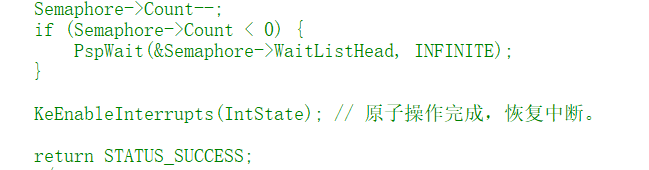 Semaphore->Count--;
if (Semaphore->Count < 0) {
PspWait(&Semaphore->WaitListHead, INFINITE);
}
KeEnableInterrupts(IntState); // 原子操作完成，恢复中断。
return STATUS_SUCCESS;